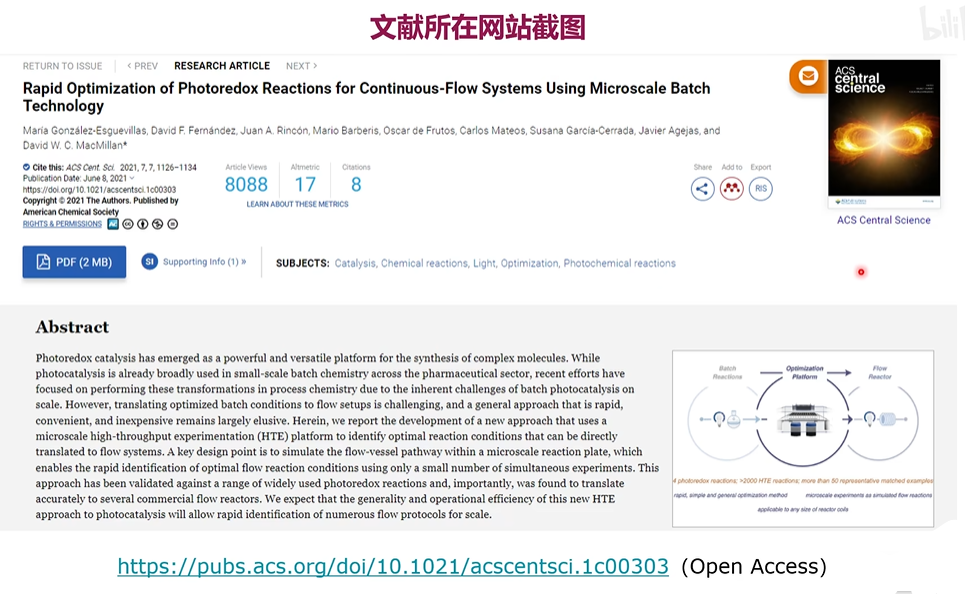 文献所在网站截图
bili
RETURN TO ISSUE
< PREV
RESEARCH ARTICLE
NEXT >
Rapid Optimization of Photoredox Reactions for Continuous-Flow Systems Using Microscale Batch
Technology
María González-Esguevillas, David F. Fernández, Juan A. Rincón, Mario Barberis, Oscar de Frutos, Carlos Mateos, Susana García-Cerrada, Javier Agejas, and
David W. C. MacMillan*
Cite this: ACS Cent. Sci. 2021, 7, 7, 1126–1134
Publication Date: June 8, 2021
https://doi.org/10.1021/acscentsci.1c00303
Copyright © 2021 The Authors. Published by
American Chemical Society
RIGHTS & PERMISSIONS
Article Views
8088
Altmetric
17
Citations
8
LEARN ABOUT THESE METRICS
Share
Add to
Export
RIS
ACS
central
science
ACS Central Science
PDF (2 MB)
SI Supporting Info (1) »
SUBJECTS: Catalysis, Chemical reactions, Light, Optimization, Photochemical reactions
Abstract
Photoredox catalysis has emerged as a powerful and versatile platform for the synthesis of complex molecules. While
photocatalysis is already broadly used in small-scale batch chemistry across the pharmaceutical sector, recent efforts have
focused on performing these transformations in process chemistry due to the inherent challenges of batch photocatalysis on
scale. However, translating optimized batch conditions to flow setups is challenging, and a general approach that is rapid,
convenient, and inexpensive remains largely elusive. Herein, we report the development of a new approach that uses a
microscale high-throughput experimentation (HTE) platform to identify optimal reaction conditions that can be directly
translated to flow systems. A key design point is to simulate the flow-vessel pathway within a microscale reaction plate, which
enables the rapid identification of optimal flow reaction conditions using only a small number of simultaneous experiments. This
approach has been validated against a range of widely used photoredox reactions and, importantly, was found to translate
accurately to several commercial flow reactors. We expect that the generality and operational efficiency of this new HTE
approach to photocatalysis will allow rapid identification of numerous flow protocols for scale.
Batch
Reactions
Optimization
Platform
Flow
Reactor
4 photoredox reactions; >2000 HTE reactions; more than 80 representative matched examples
rapid, simple and general optimization method
microscale experiments as simulated flow reactions
applicable to any size of reactor coils
https://pubs.acs.org/doi/10.1021/acscentsci.1c00303 (Open Access)